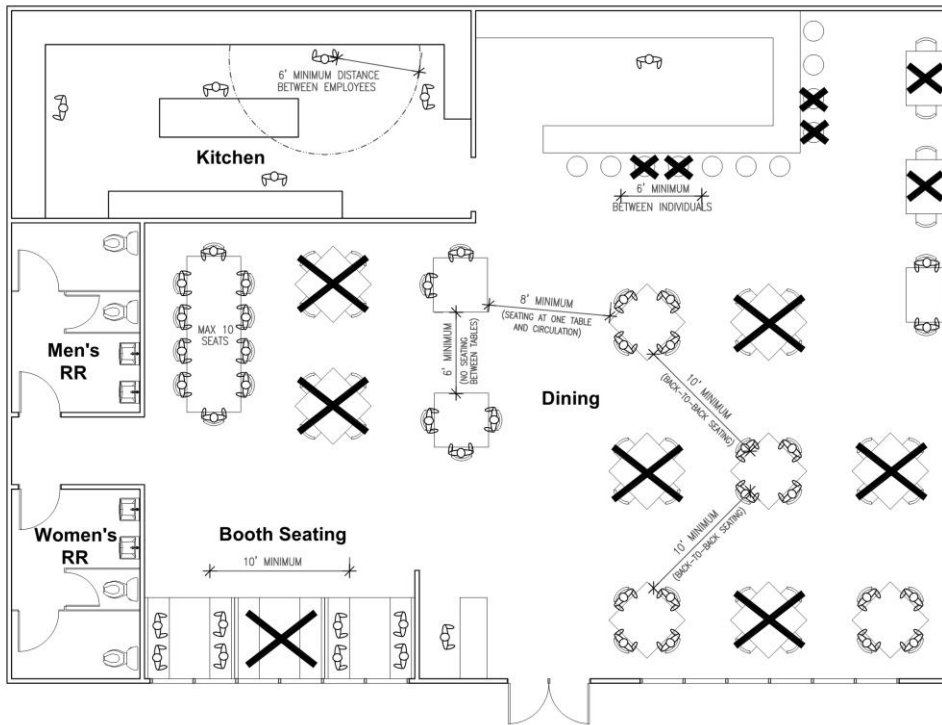 6' MINIMUM DISTANCE
BETWEEN EMPLOYEES
Kitchen
6' MINIMUM
BETWEEN INDIVIDUALS
MAX 10
SEATS
8' MINIMUM
(SEATING AT ONE TABLE
AND CIRCULATION)
6' MINIMUM
(NO SEATING
BETWEEN TABLES)
Men's
RR
Dining
10' MINIMUM
(BACK-TO-BACK SEATING)
Women's
RR
Booth Seating
10' MINIMUM
10' MINIMUM
(BACK-TO-BACK SEATING)